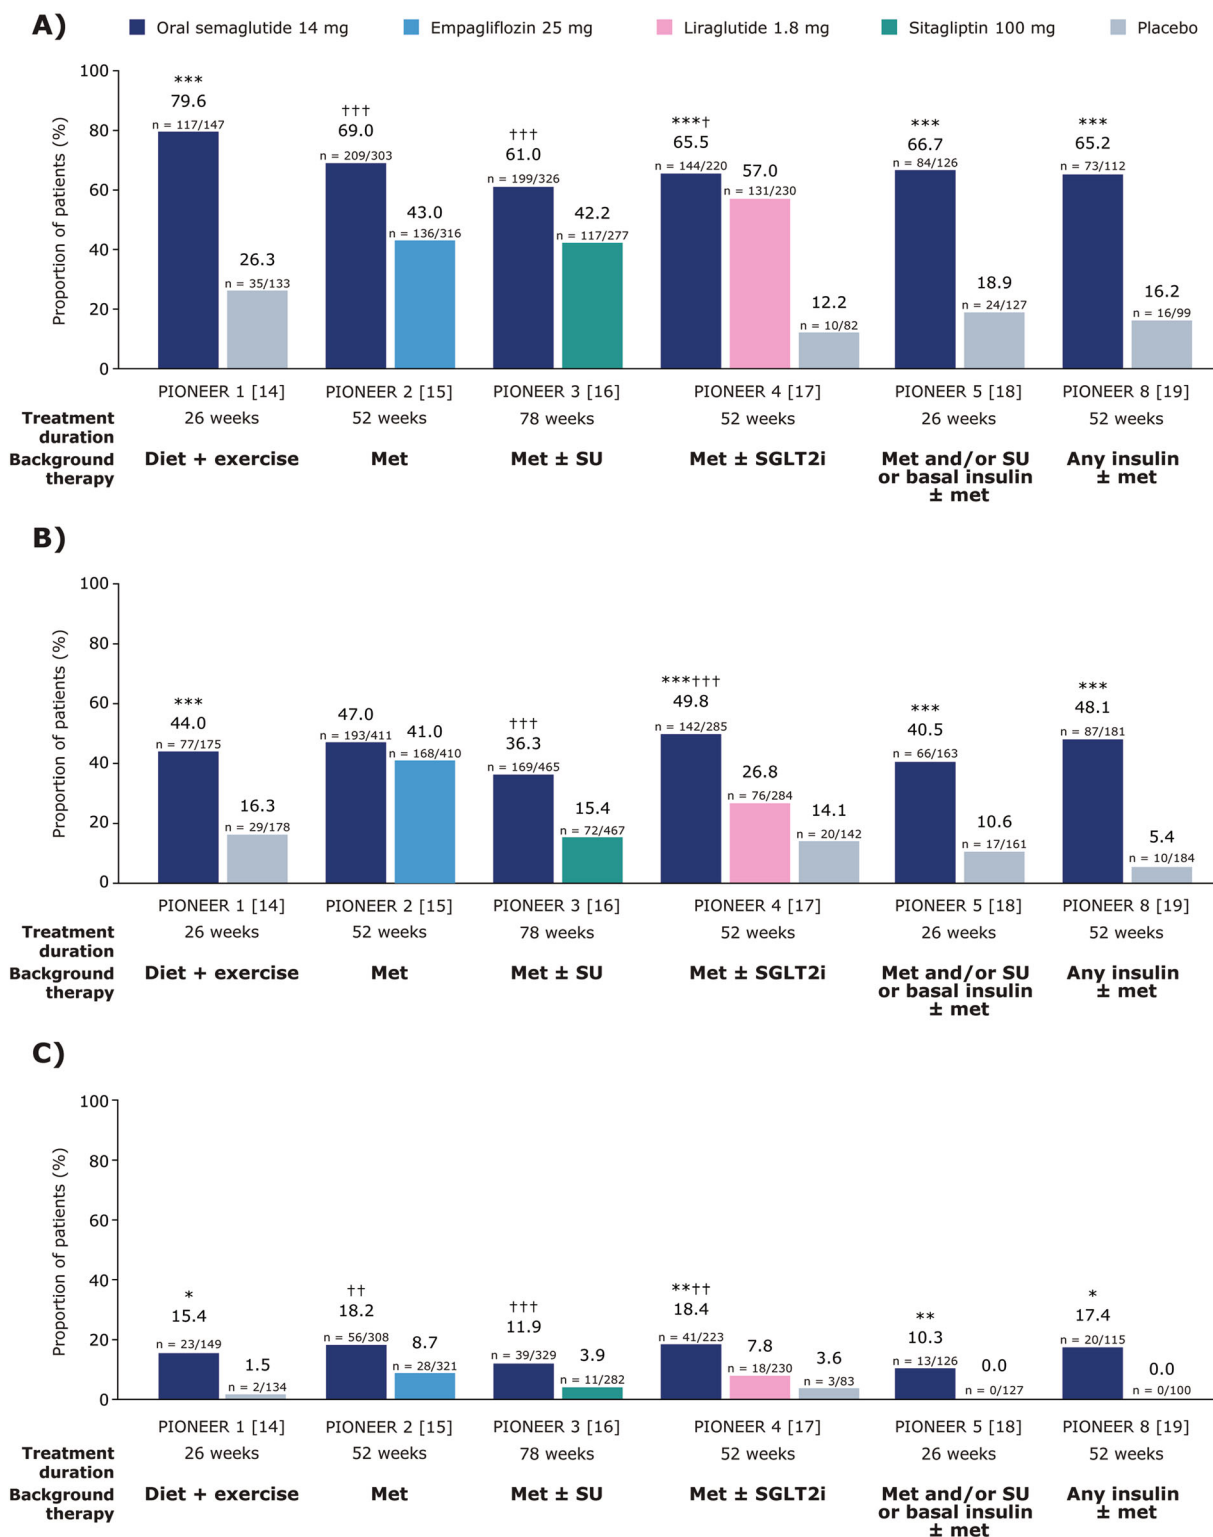 A)
Oral semaglutide 14 mg Empagliflozin 25 mg Liraglutide 1.8 mg Sitagliptin 100 mg Placebo
Proportion of patients (%)
100
80
60
40
20
0
***
79.6
n = 117/147
26.3
n = 35/133
†††
69.0
n = 209/303
43.0
n = 136/316
†††
61.0
n = 199/326
42.2
n = 117/277
***†
65.5
n = 144/220
57.0
n = 131/230
12.2
n = 10/82
***
66.7
n = 84/126
18.9
n = 24/127
***
65.2
n = 73/112
16.2
n = 16/99
PIONEER 1 [14] PIONEER 2 [15] PIONEER 3 [16] PIONEER 4 [17] PIONEER 5 [18] PIONEER 8 [19]
Treatment
duration
26 weeks 52 weeks 78 weeks 52 weeks 26 weeks 52 weeks
Background
therapy
Diet + exercise Met Met ± SU Met ± SGLT2i
Met and/or SU
or basal insulin
± met
Any insulin
± met
B)
Proportion of patients (%)
100
80
60
40
20
0
***
44.0
n = 77/175
16.3
n = 29/178
47.0
n = 193/411
41.0
n = 168/410
†††
36.3
n = 169/465
15.4
n = 72/467
***†††
49.8
n = 142/285
26.8
n = 76/284
14.1
n = 20/142
***
40.5
n = 66/163
10.6
n = 17/161
***
48.1
n = 87/181
5.4
n = 10/184
PIONEER 1 [14] PIONEER 2 [15] PIONEER 3 [16] PIONEER 4 [17] PIONEER 5 [18] PIONEER 8 [19]
Treatment
duration
26 weeks 52 weeks 78 weeks 52 weeks 26 weeks 52 weeks
Background
therapy
Diet + exercise Met Met ± SU Met ± SGLT2i
Met and/or SU
or basal insulin
± met
Any insulin
± met
C)
Proportion of patients (%)
100
80
60
40
20
0
*
15.4
n = 23/149
1.5
n = 2/134
††
18.2
n = 56/308
8.7
n = 28/321
†††
11.9
n = 39/329
3.9
n = 11/282
**††
18.4
n = 41/223
7.8
n = 18/230
3.6
n = 3/83
**
10.3
n = 13/126
0.0
n = 0/127
*
17.4
n = 20/115
0.0
n = 0/100
PIONEER 1 [14] PIONEER 2 [15] PIONEER 3 [16] PIONEER 4 [17] PIONEER 5 [18] PIONEER 8 [19]
Treatment
duration
26 weeks 52 weeks 78 weeks 52 weeks 26 weeks 52 weeks
Background
therapy
Diet + exercise Met Met ± SU Met ± SGLT2i
Met and/or SU
or basal insulin
± met
Any insulin
± met